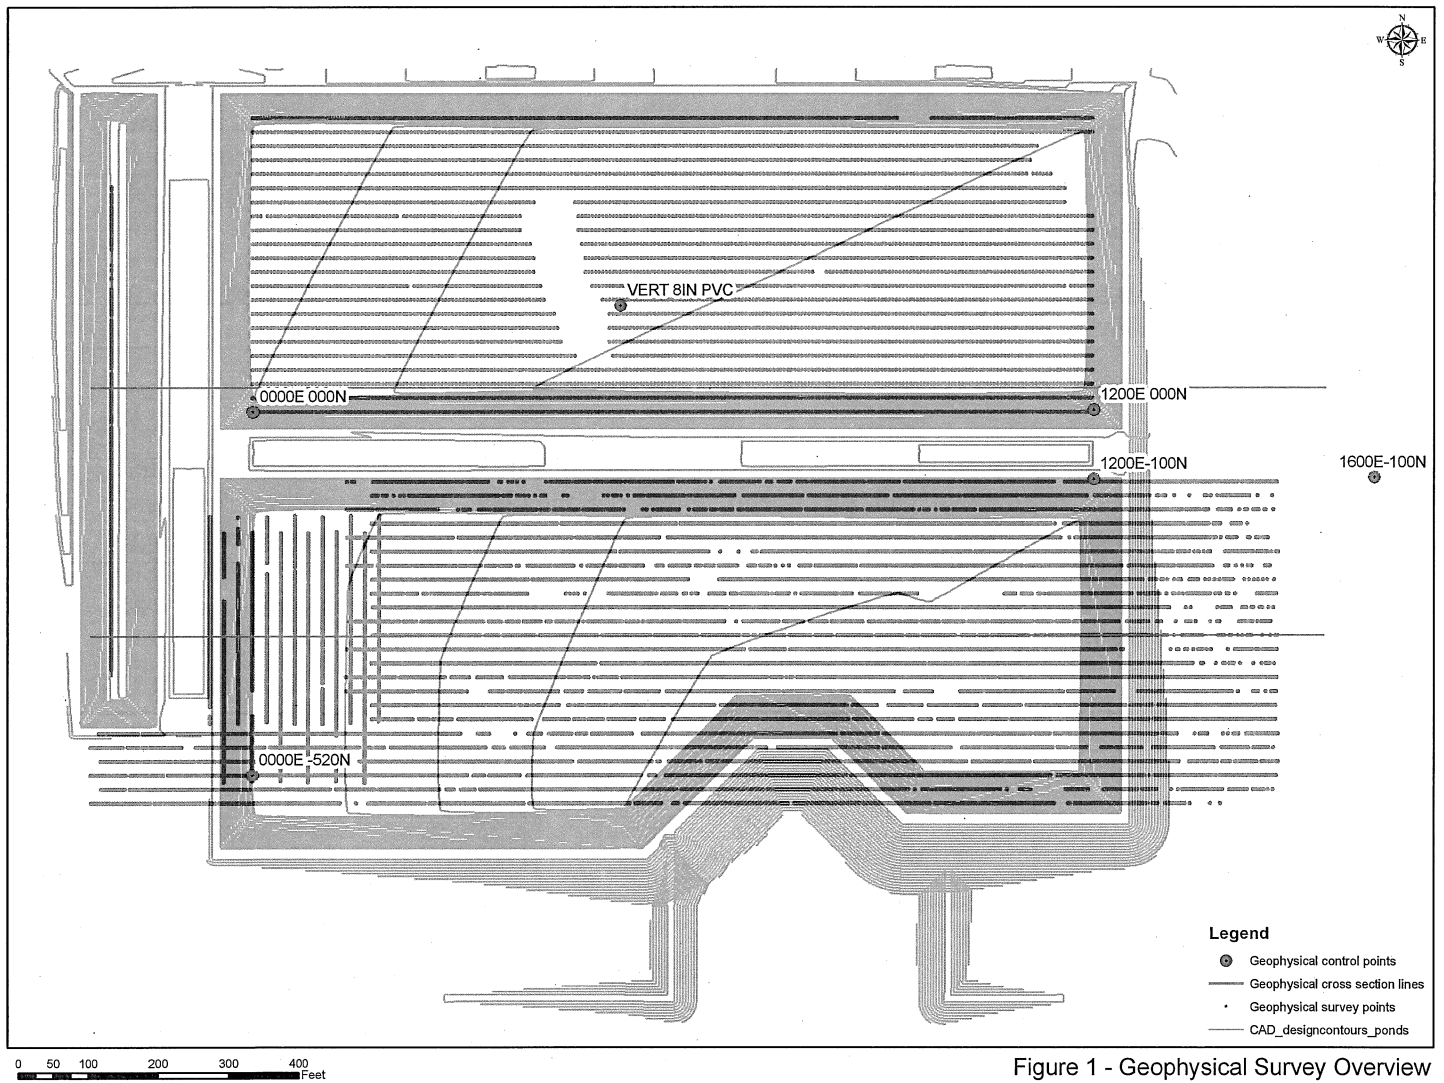 N
W E
S
VERT 8IN PVC
0000E 000N
1200E 000N
1200E-100N
1600E-100N
0000E -520N
Legend
Geophysical control points
Geophysical cross section lines
Geophysical survey points
CAD_designcontours_ponds
0 50 100 200 300 400
Feet
Figure 1 - Geophysical Survey Overview